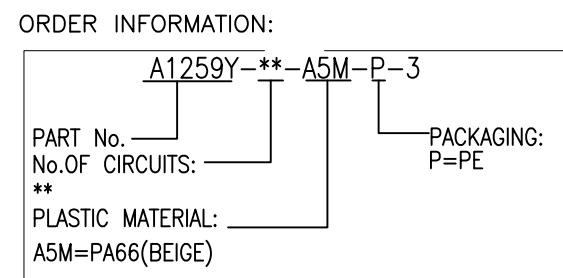 ORDER INFORMATION:
A1259Y-**-A5M-P-3
PART No.
No.OF CIRCUITS:
**
PLASTIC MATERIAL:
A5M=PA66(BEIGE)
PACKAGING:
P=PE